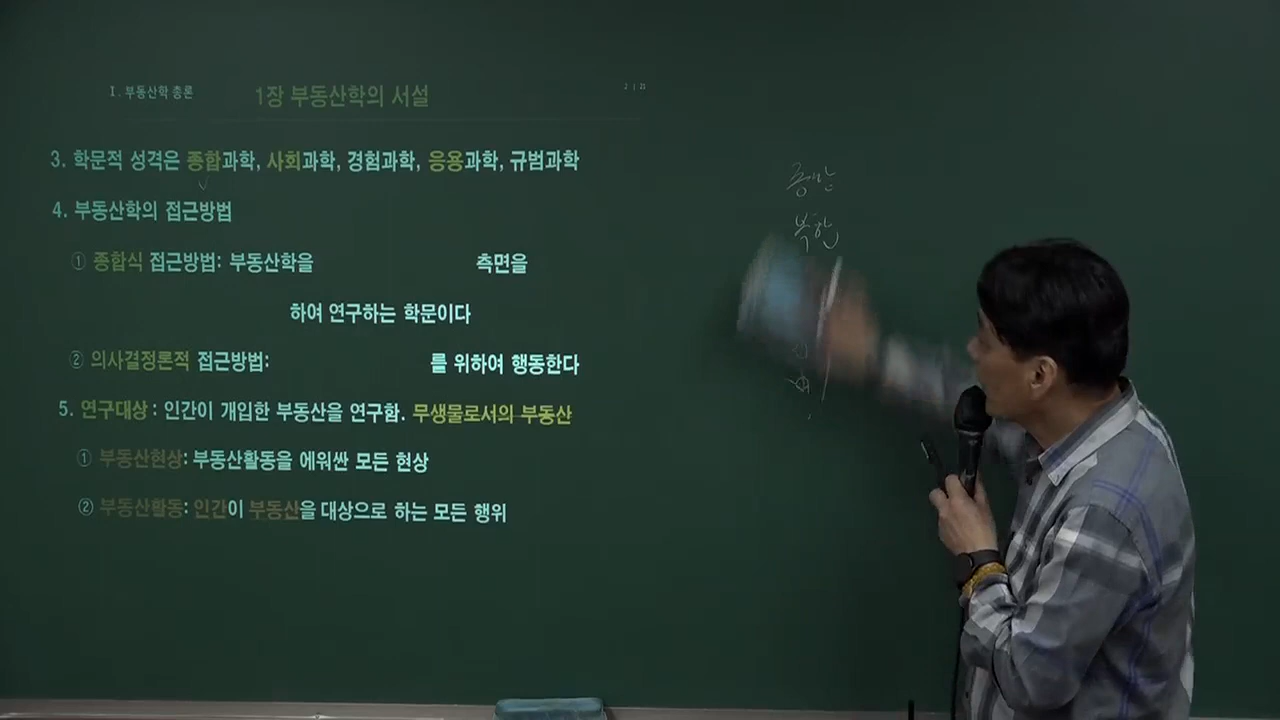 Ⅰ. 부동산학 총론
1장 부동산학의 서설
2 | 21
3. 학문적 성격은 종합과학, 사회과학, 경험과학, 응용과학, 규범과학
4. 부동산학의 접근방법
① 종합식 접근방법: 부동산학을 측면을
하여 연구하는 학문이다
② 의사결정론적 접근방법: 를 위하여 행동한다
5. 연구대상 : 인간이 개입한 부동산을 연구함. 무생물로서의 부동산
① 부동산현상: 부동산활동을 에워싼 모든 현상
② 부동산활동: 인간이 부동산을 대상으로 하는 모든 행위
종합
복합